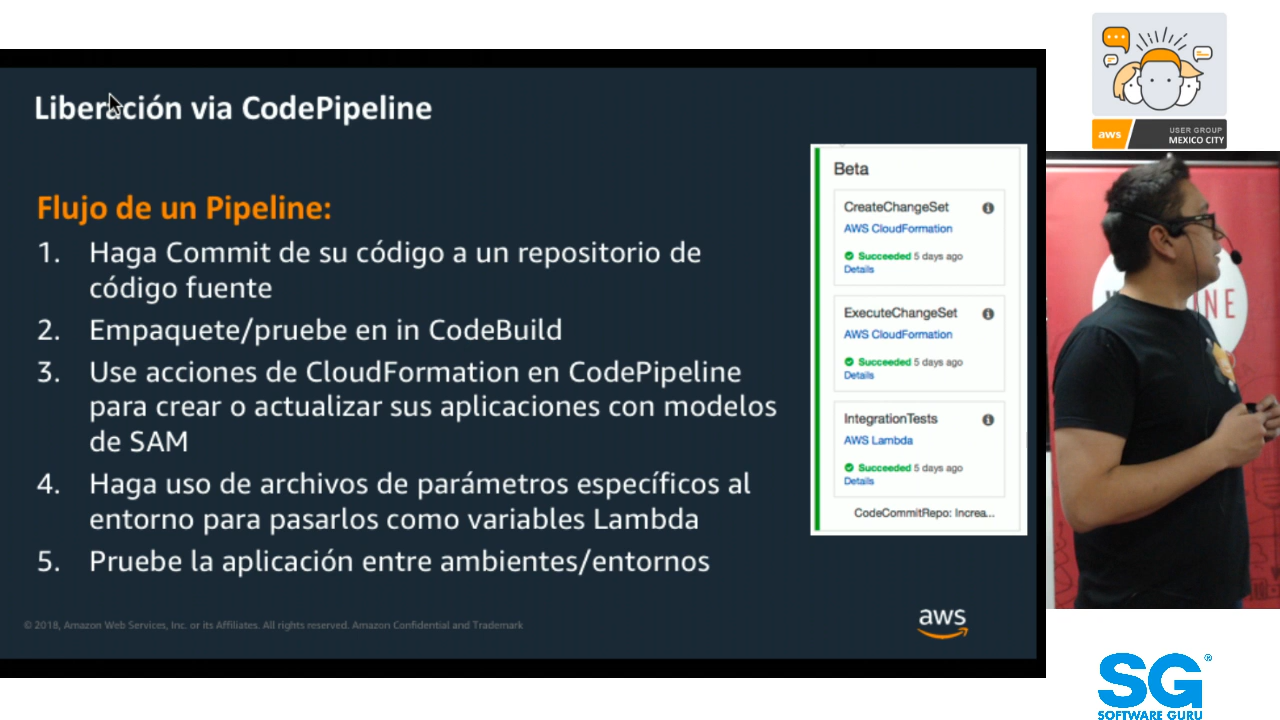 Liberación via CodePipeline
Flujo de un Pipeline:
1. Haga Commit de su código a un repositorio de
código fuente
2. Empaquete/pruebe en in CodeBuild
3. Use acciones de CloudFormation en CodePipeline
para crear o actualizar sus aplicaciones con modelos
de SAM
4. Haga uso de archivos de parámetros específicos al
entorno para pasarlos como variables Lambda
5. Pruebe la aplicación entre ambientes/entornos
Beta
CreateChangeSet
AWS CloudFormation
Succeeded 5 days ago
Details
ExecuteChangeSet
AWS CloudFormation
Succeeded 5 days ago
Details
IntegrationTests
AWS Lambda
Succeeded 5 days ago
Details
CodeCommitRepo: Increa...
© 2018, Amazon Web Services, Inc. or its Affiliates. All rights reserved. Amazon Confidential and Trademark
aws
aws
USER GROUP
MEXICO CITY
SG®
SOFTWARE GURU